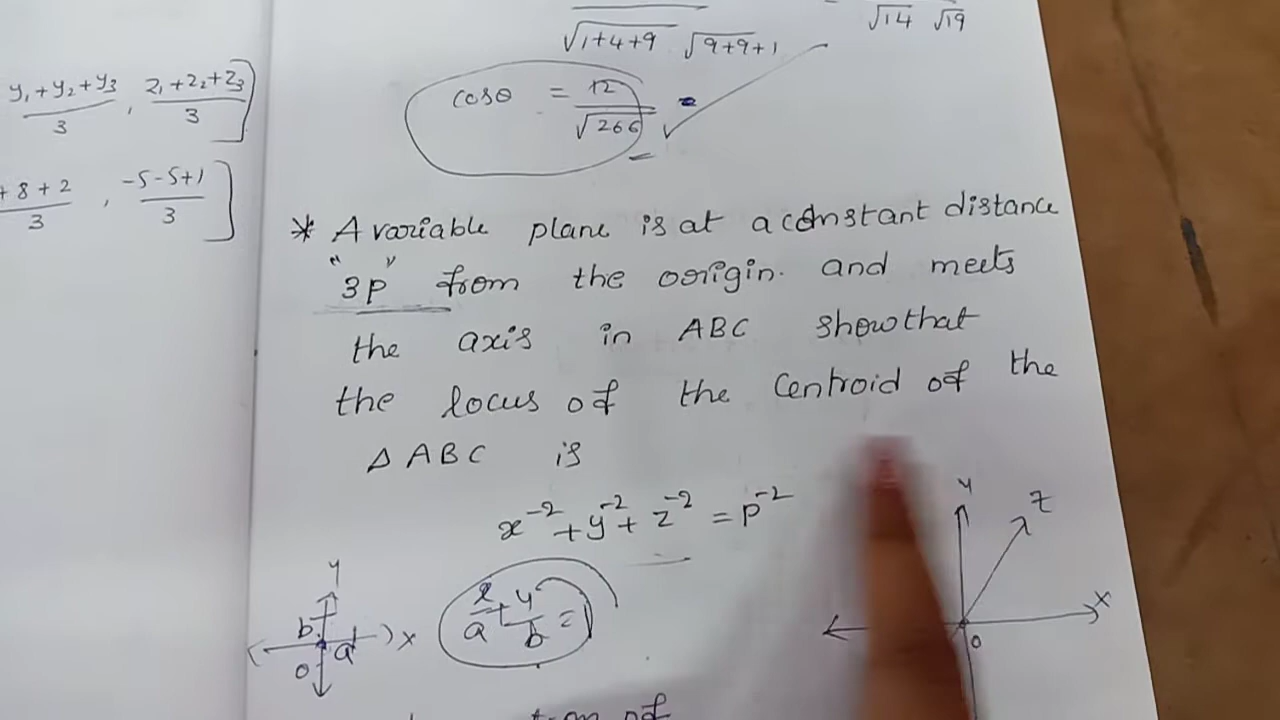 y₁+y₂+y₃/3 , z₁+z₂+z₃/3 ]
+8+2/3 , -5-5+1/3 ]
√1+4+9 √9+9+1
√14 √19
cosθ = 12/√266
* A variable plane is at a constant distance
"3p" from the origin. and meets
the axis in ABC show that
the locus of the centroid of the
Δ ABC is
x⁻² + y⁻² + z⁻² = p⁻²
y
b
a
x
o
x/a + y/b = 1
y
z
x
o
of